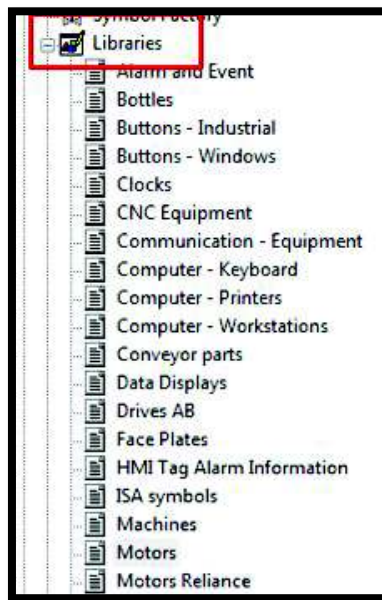 Symbol Factory
Libraries
Alarm and Event
Bottles
Buttons - Industrial
Buttons - Windows
Clocks
CNC Equipment
Communication - Equipment
Computer - Keyboard
Computer - Printers
Computer - Workstations
Conveyor parts
Data Displays
Drives AB
Face Plates
HMI Tag Alarm Information
ISA symbols
Machines
Motors
Motors Reliance